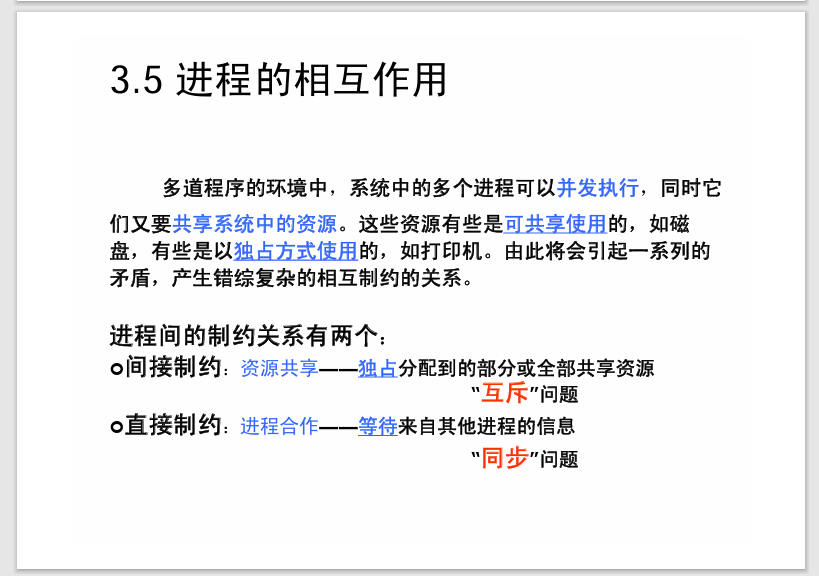 3.5 进程的相互作用
多道程序的环境中，系统中的多个进程可以并发执行，同时它
们又要共享系统中的资源。这些资源有些是可共享使用的，如磁
盘，有些是以独占方式使用的，如打印机。由此将会引起一系列的
矛盾，产生错综复杂的相互制约的关系。
进程间的制约关系有两个：
o间接制约：资源共享——独占分配到的部分或全部共享资源
“互斥”问题
o直接制约：进程合作——等待来自其他进程的信息
“同步”问题